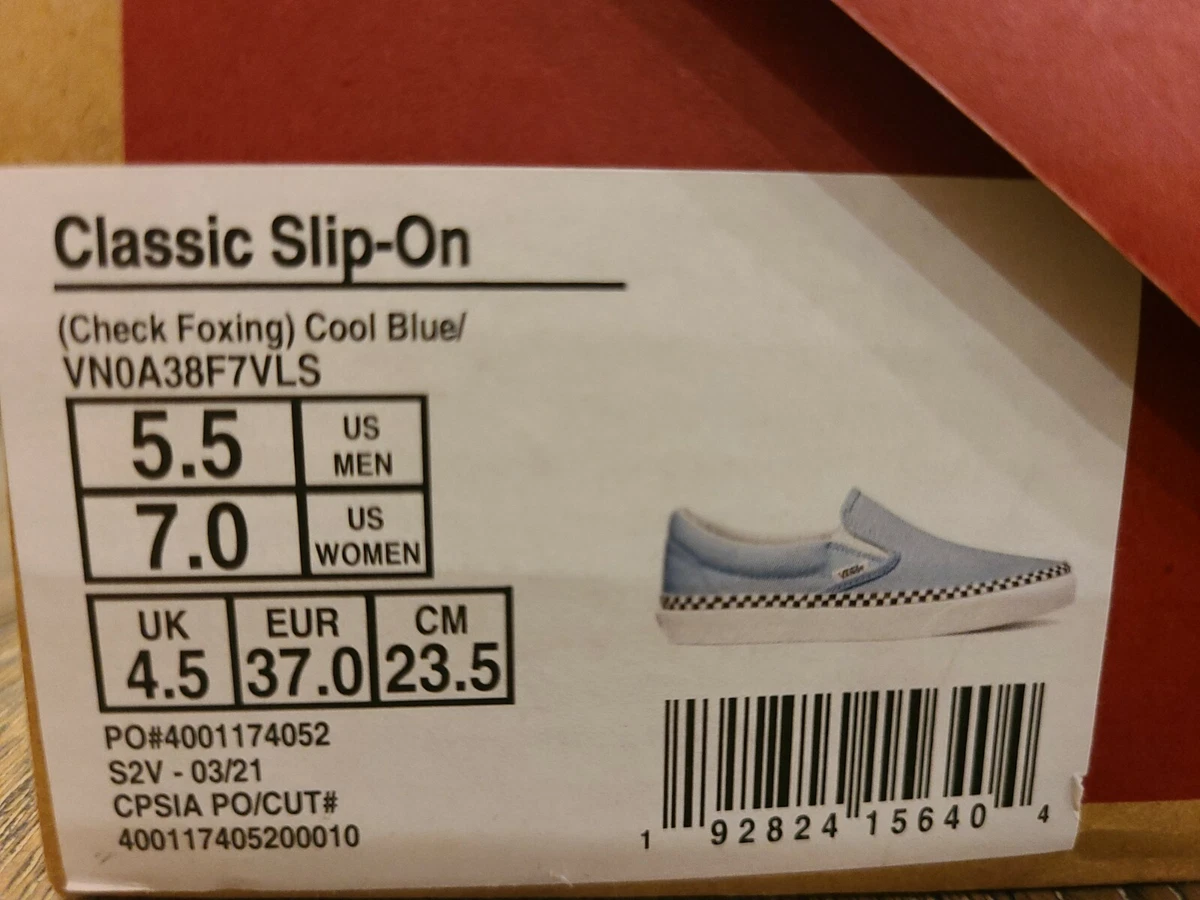 Classic Slip-On
(Check Foxing) Cool Blue/
VN0A38F7VLS
5.5 US MEN
7.0 US WOMEN
UK EUR CM
4.5 37.0 23.5
PO#4001174052
S2V - 03/21
CPSIA PO/CUT#
400117405200010
VANS
1 92824 15640 4